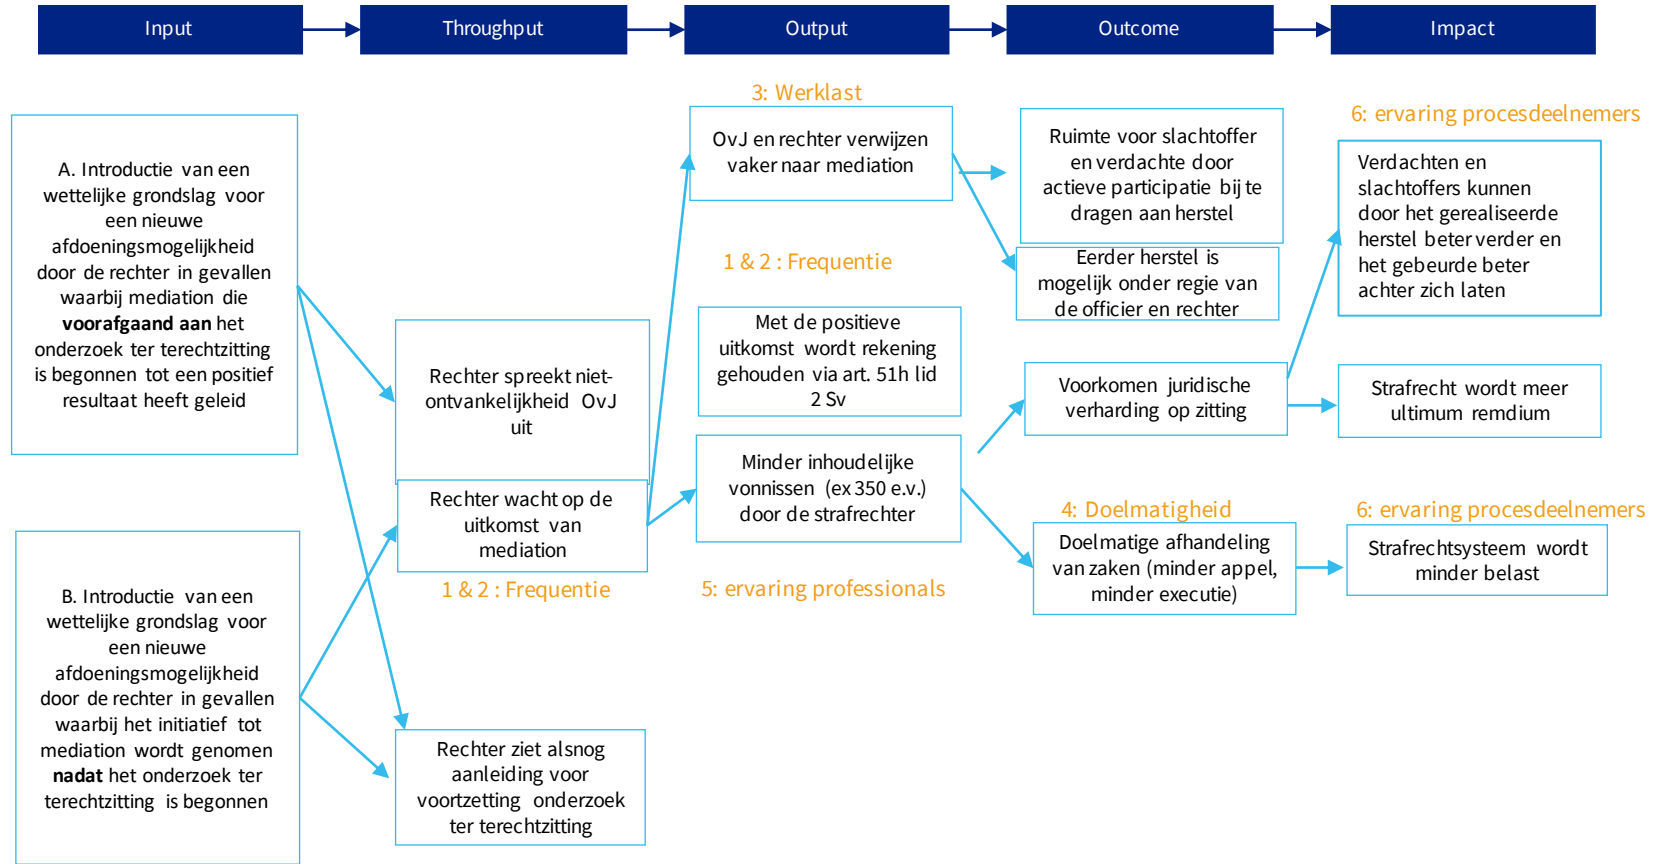 Input
Throughput
Output
Outcome
Impact
A. Introductie van een
wettelijke grondslag voor
een nieuwe
afdoeningsmogelijkheid
door de rechter in gevallen
waarbij mediation die
voorafgaand aan het
onderzoek ter terechtzitting
is begonnen tot een positief
resultaat heeft geleid
B. Introductie van een
wettelijke grondslag voor
een nieuwe
afdoeningsmogelijkheid
door de rechter in gevallen
waarbij het initiatief tot
mediation wordt genomen
nadat het onderzoek ter
terechtzitting is begonnen
Rechter spreekt niet-
ontvankelijkheid OvJ
uit
Rechter wacht op de
uitkomst van
mediation
1 & 2 : Frequentie
Rechter ziet alsnog
aanleiding voor
voortzetting onderzoek
ter terechtzitting
3: Werklast
OvJ en rechter verwijzen
vaker naar mediation
1 & 2 : Frequentie
Met de positieve
uitkomst wordt rekening
gehouden via art. 51h lid
2 Sv
Minder inhoudelijke
vonnissen (ex 350 e.v.)
door de strafrechter
5: ervaring professionals
Ruimte voor slachtoffer
en verdachte door
actieve participatie bij te
dragen aan herstel
Eerder herstel is
mogelijk onder regie van
de officier en rechter
Voorkomen juridische
verharding op zitting
4: Doelmatigheid
Doelmatige afhandeling
van zaken (minder appel,
minder executie)
6: ervaring procesdeelnemers
Verdachten en
slachtoffers kunnen
door het gerealiseerde
herstel beter verder en
het gebeurde beter
achter zich laten
Strafrecht wordt meer
ultimum remdium
6: ervaring procesdeelnemers
Strafrechtsysteem wordt
minder belast